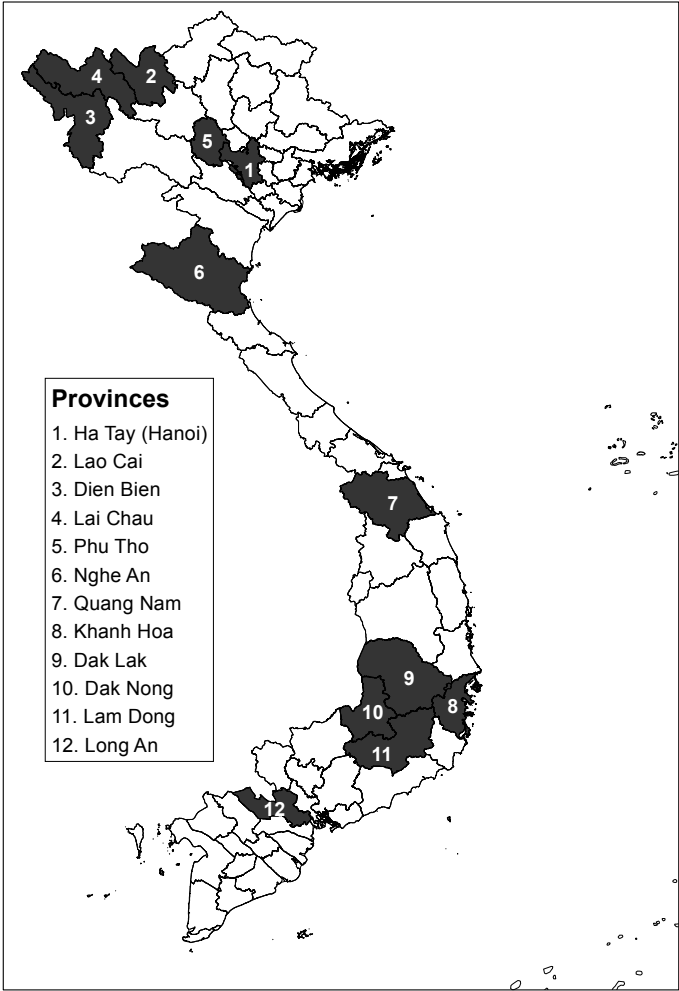 4
2
3
5
1
6
Provinces
1. Ha Tay (Hanoi)
2. Lao Cai
3. Dien Bien
4. Lai Chau
5. Phu Tho
6. Nghe An
7. Quang Nam
8. Khanh Hoa
9. Dak Lak
10. Dak Nong
11. Lam Dong
12. Long An
7
9
8
10
11
12